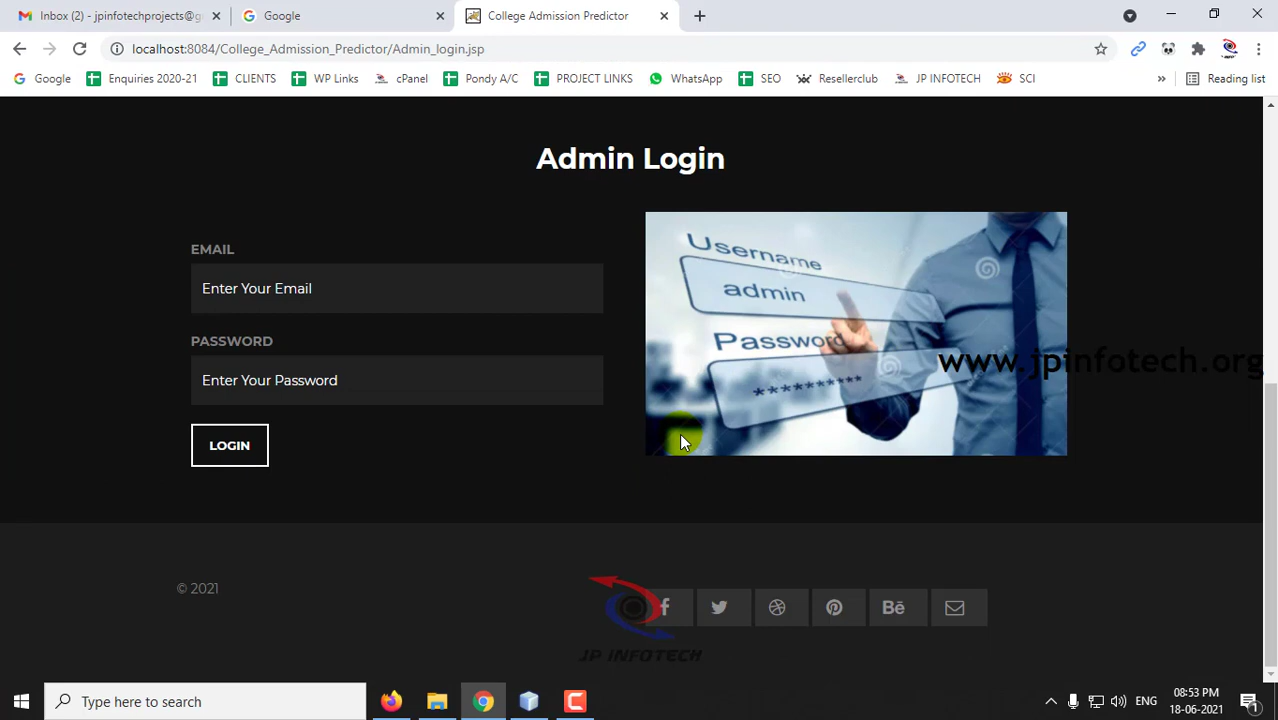 Inbox (2) - jpinfotechprojects@g
Google
College Admission Predictor
localhost:8084/College_Admission_Predictor/Admin_login.jsp
Google
Enquiries 2020-21
CLIENTS
WP Links
cPanel
Pondy A/C
PROJECT LINKS
WhatsApp
SEO
Resellerclub
JP INFOTECH
SCI
»
Reading list
Admin Login
EMAIL
Enter Your Email
PASSWORD
Enter Your Password
LOGIN
Username
admin
Password
**********
www.jpinfotech.org
© 2021
JP INFOTECH
Type here to search
ENG
08:53 PM
18-06-2021
1